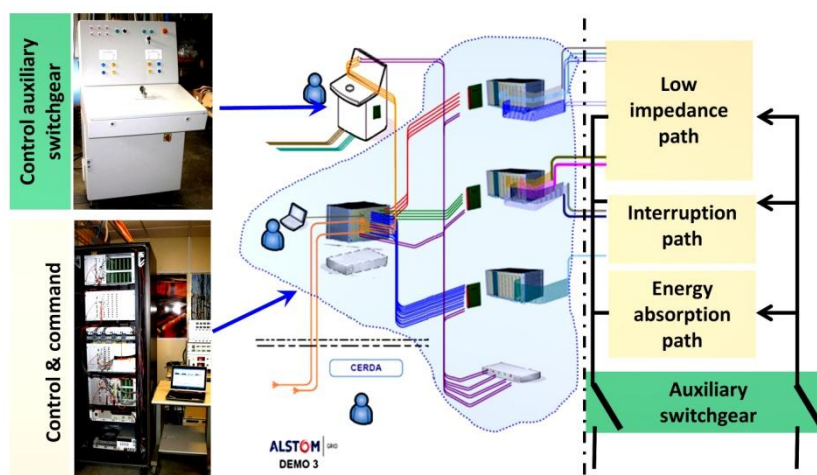 Control auxiliary
switchgear
Control & command
CERDA
ALSTOM GRID
DEMO 3
Low
impedance
path
Interruption
path
Energy
absorption
path
Auxiliary
switchgear